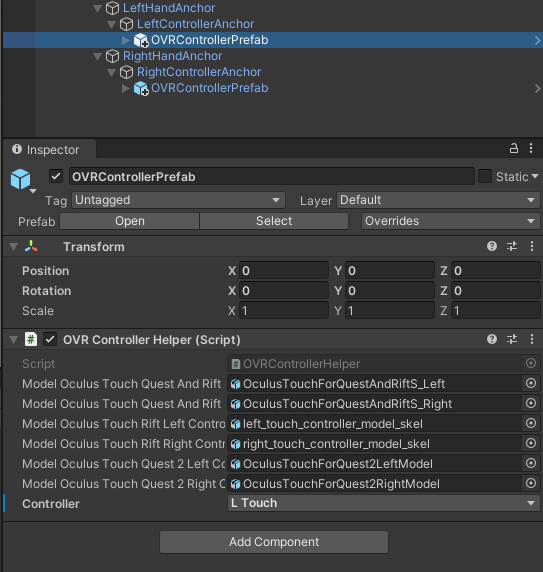 LeftHandAnchor
LeftControllerAnchor
OVRControllerPrefab
RightHandAnchor
RightControllerAnchor
OVRControllerPrefab
Inspector
OVRControllerPrefab Static
Tag Untagged Layer Default
Prefab Open Select Overrides
Transform
Position X 0 Y 0 Z 0
Rotation X 0 Y 0 Z 0
Scale X 1 Y 1 Z 1
# OVR Controller Helper (Script)
Script # OVRControllerHelper
Model Oculus Touch Quest And Rift OculusTouchForQuestAndRiftS_Left
Model Oculus Touch Quest And Rift OculusTouchForQuestAndRiftS_Right
Model Oculus Touch Rift Left Contro left_touch_controller_model_skel
Model Oculus Touch Rift Right Contr right_touch_controller_model_skel
Model Oculus Touch Quest 2 Left Co OculusTouchForQuest2LeftModel
Model Oculus Touch Quest 2 Right C OculusTouchForQuest2RightModel
Controller L Touch
Add Component